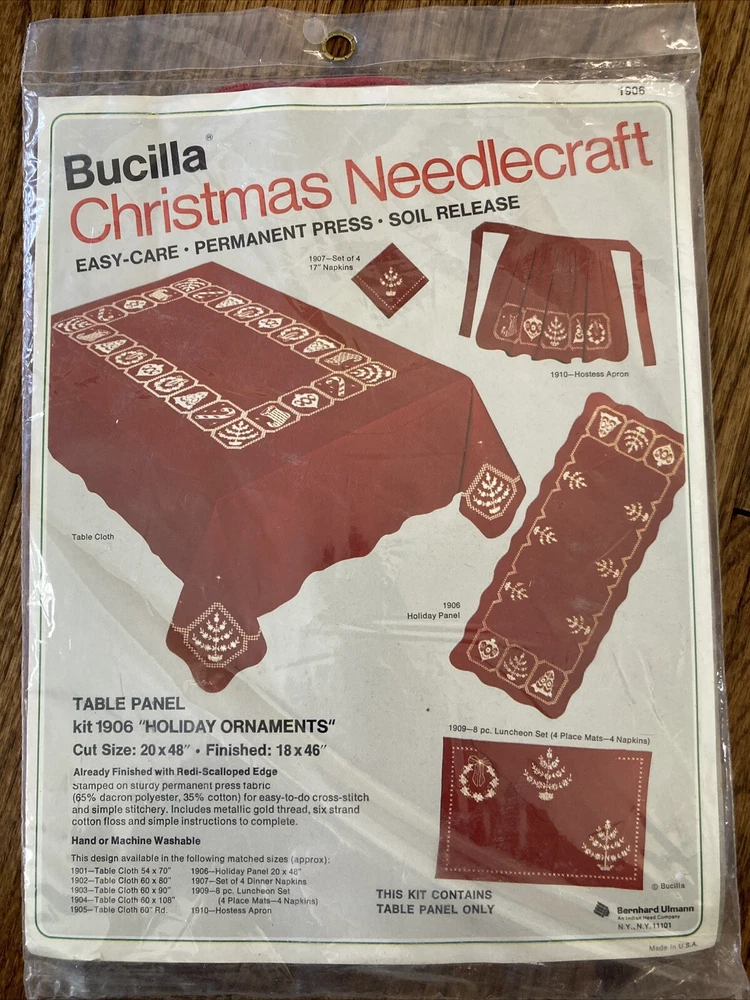 1906
Bucilla®
Christmas Needlecraft
EASY-CARE • PERMANENT PRESS • SOIL RELEASE
1907—Set of 4
17" Napkins
1910—Hostess Apron
Table Cloth
1906
Holiday Panel
TABLE PANEL
kit 1906 "HOLIDAY ORNAMENTS"
Cut Size: 20 x 48" • Finished: 18 x 46"
Already Finished with Redi-Scalloped Edge
Stamped on sturdy permanent press fabric
(65% dacron polyester, 35% cotton) for easy-to-do cross-stitch
and simple stitchery. Includes metallic gold thread, six strand
cotton floss and simple instructions to complete.
Hand or Machine Washable
This design available in the following matched sizes (approx):
1901—Table Cloth 54 x 70"
1902—Table Cloth 60 x 80"
1903—Table Cloth 60 x 90"
1904—Table Cloth 60 x 108"
1905—Table Cloth 60" Rd.
1906—Holiday Panel 20 x 48"
1907—Set of 4 Dinner Napkins
1909—8 pc. Luncheon Set
(4 Place Mats—4 Napkins)
1910—Hostess Apron
1909—8 pc. Luncheon Set (4 Place Mats—4 Napkins)
THIS KIT CONTAINS
TABLE PANEL ONLY
© Bucilla
Bernhard Ulmann
An Indian Head Company
N.Y., N.Y. 11101
Made in U.S.A.